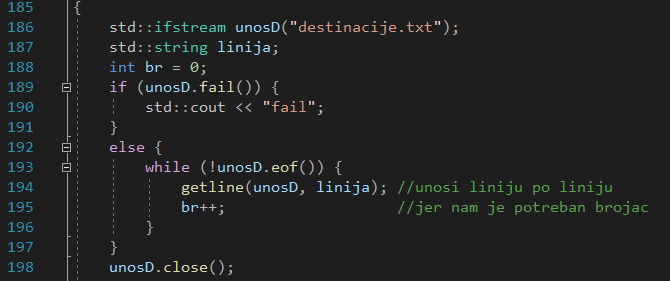 185 {
186 std::ifstream unosD("destinacije.txt");
187 std::string linija;
188 int br = 0;
189 if (unosD.fail()) {
190 std::cout << "fail";
191 }
192 else {
193 while (!unosD.eof()) {
194 getline(unosD, linija); //unosi liniju po liniju
195 br++; //jer nam je potreban brojac
196 }
197 }
198 unosD.close();